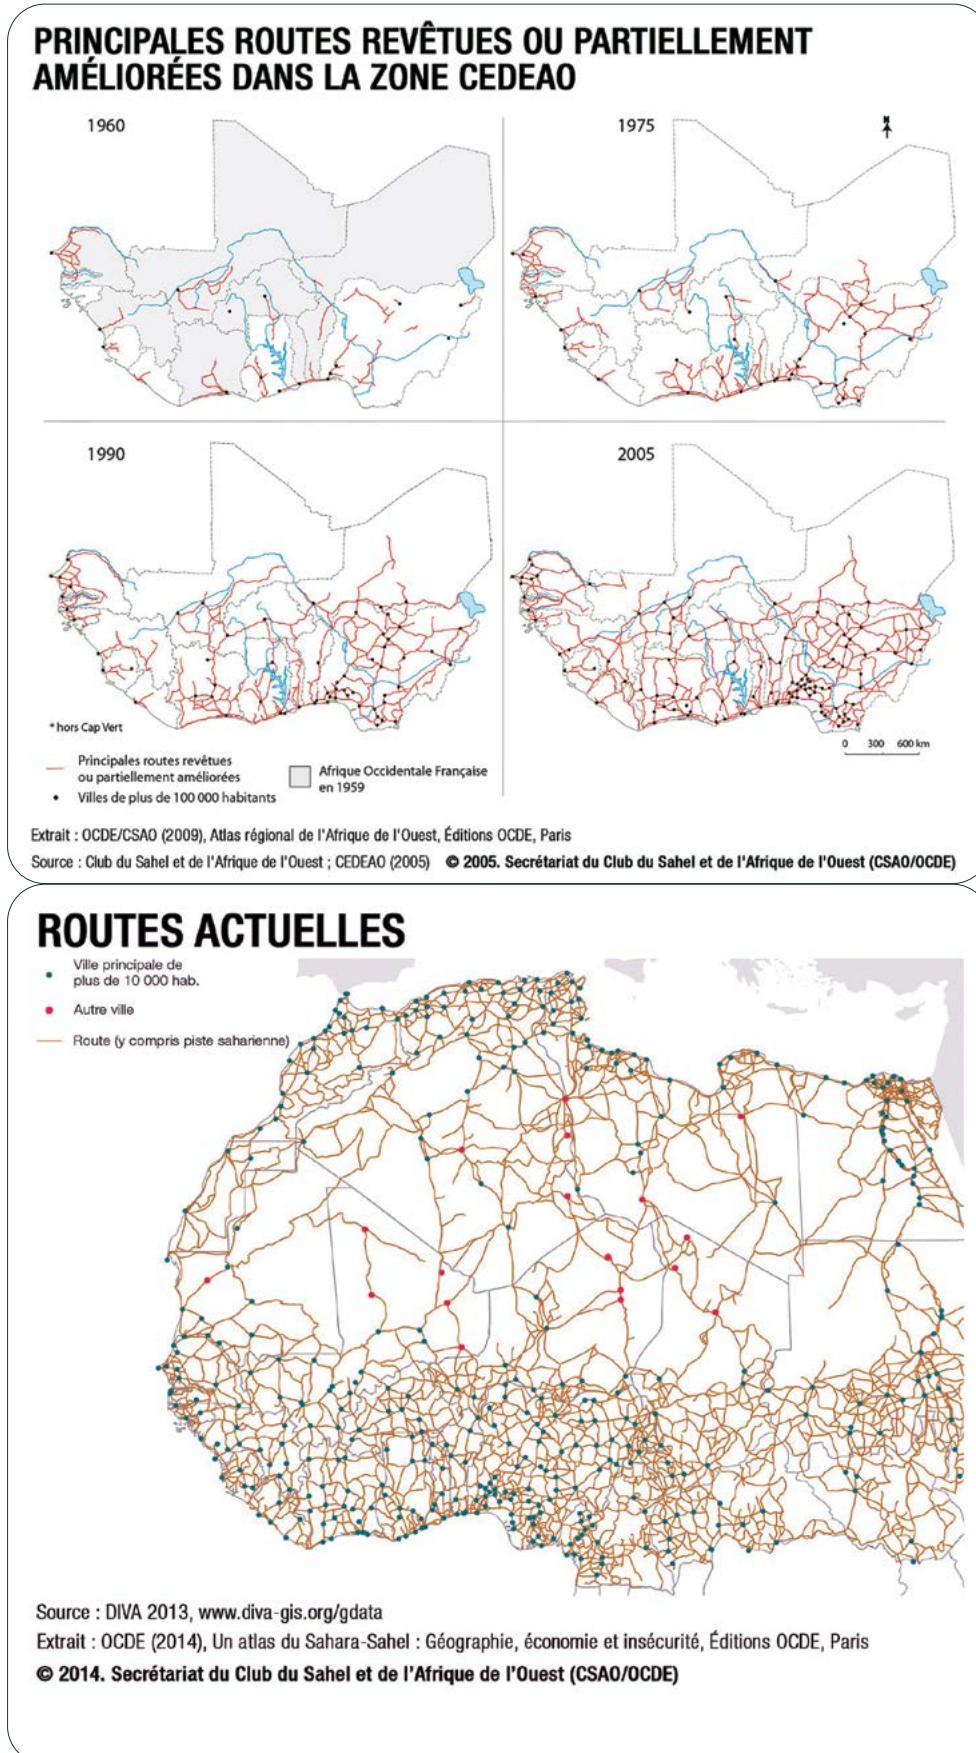 PRINCIPALES ROUTES REVÊTUES OU PARTIELLEMENT
AMÉLIORÉES DANS LA ZONE CEDEAO
1960
1975
N
1990
2005
* hors Cap Vert
0 300 600 km
Principales routes revêtues
ou partiellement améliorées
Villes de plus de 100 000 habitants
Afrique Occidentale Française
en 1959
Extrait : OCDE/CSAO (2009), Atlas régional de l'Afrique de l'Ouest, Éditions OCDE, Paris
Source : Club du Sahel et de l'Afrique de l'Ouest ; CEDEAO (2005) © 2005. Secrétariat du Club du Sahel et de l'Afrique de l'Ouest (CSAO/OCDE)
ROUTES ACTUELLES
Ville principale de
plus de 10 000 hab.
Autre ville
Route (y compris piste saharienne)
Source : DIVA 2013, www.diva-gis.org/gdata
Extrait : OCDE (2014), Un atlas du Sahara-Sahel : Géographie, économie et insécurité, Éditions OCDE, Paris
© 2014. Secrétariat du Club du Sahel et de l'Afrique de l'Ouest (CSAO/OCDE)